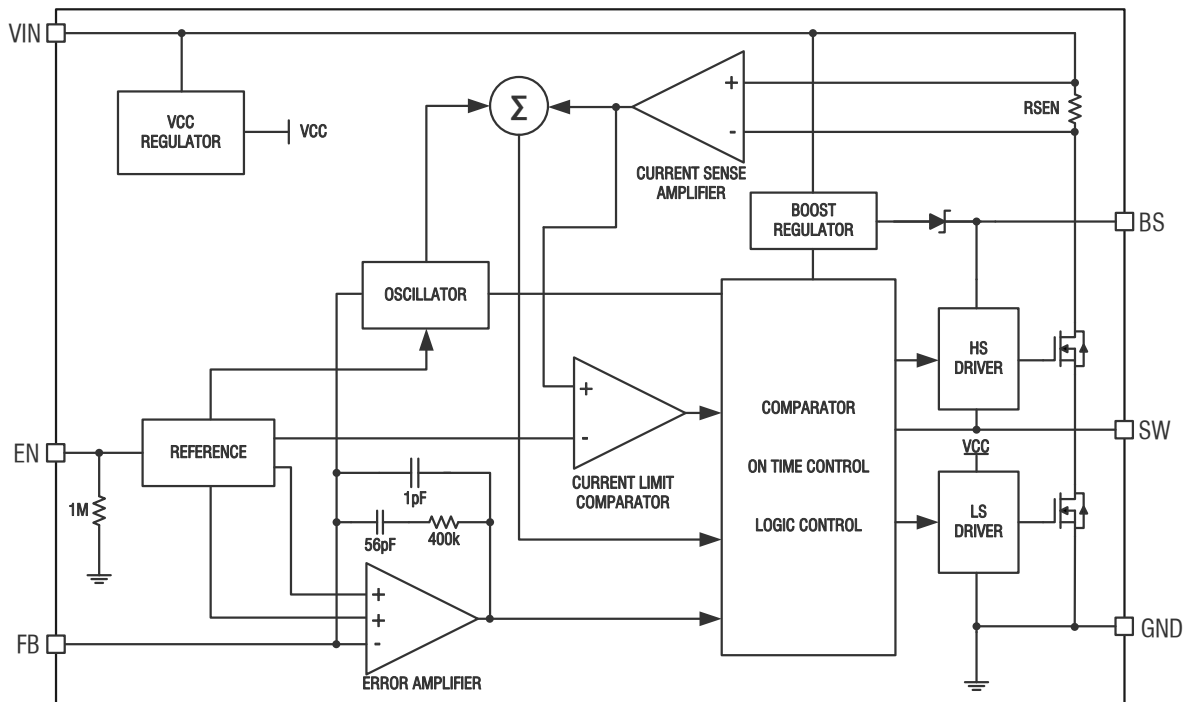 VIN
VCC
REGULATOR
VCC
Σ
+
-
RSEN
CURRENT SENSE
AMPLIFIER
BOOST
REGULATOR
BS
OSCILLATOR
HS
DRIVER
+
-
CURRENT LIMIT
COMPARATOR
COMPARATOR
ON TIME CONTROL
LOGIC CONTROL
SW
VCC
LS
DRIVER
EN
REFERENCE
1M
1pF
56pF
400k
+
+
-
ERROR AMPLIFIER
FB
GND